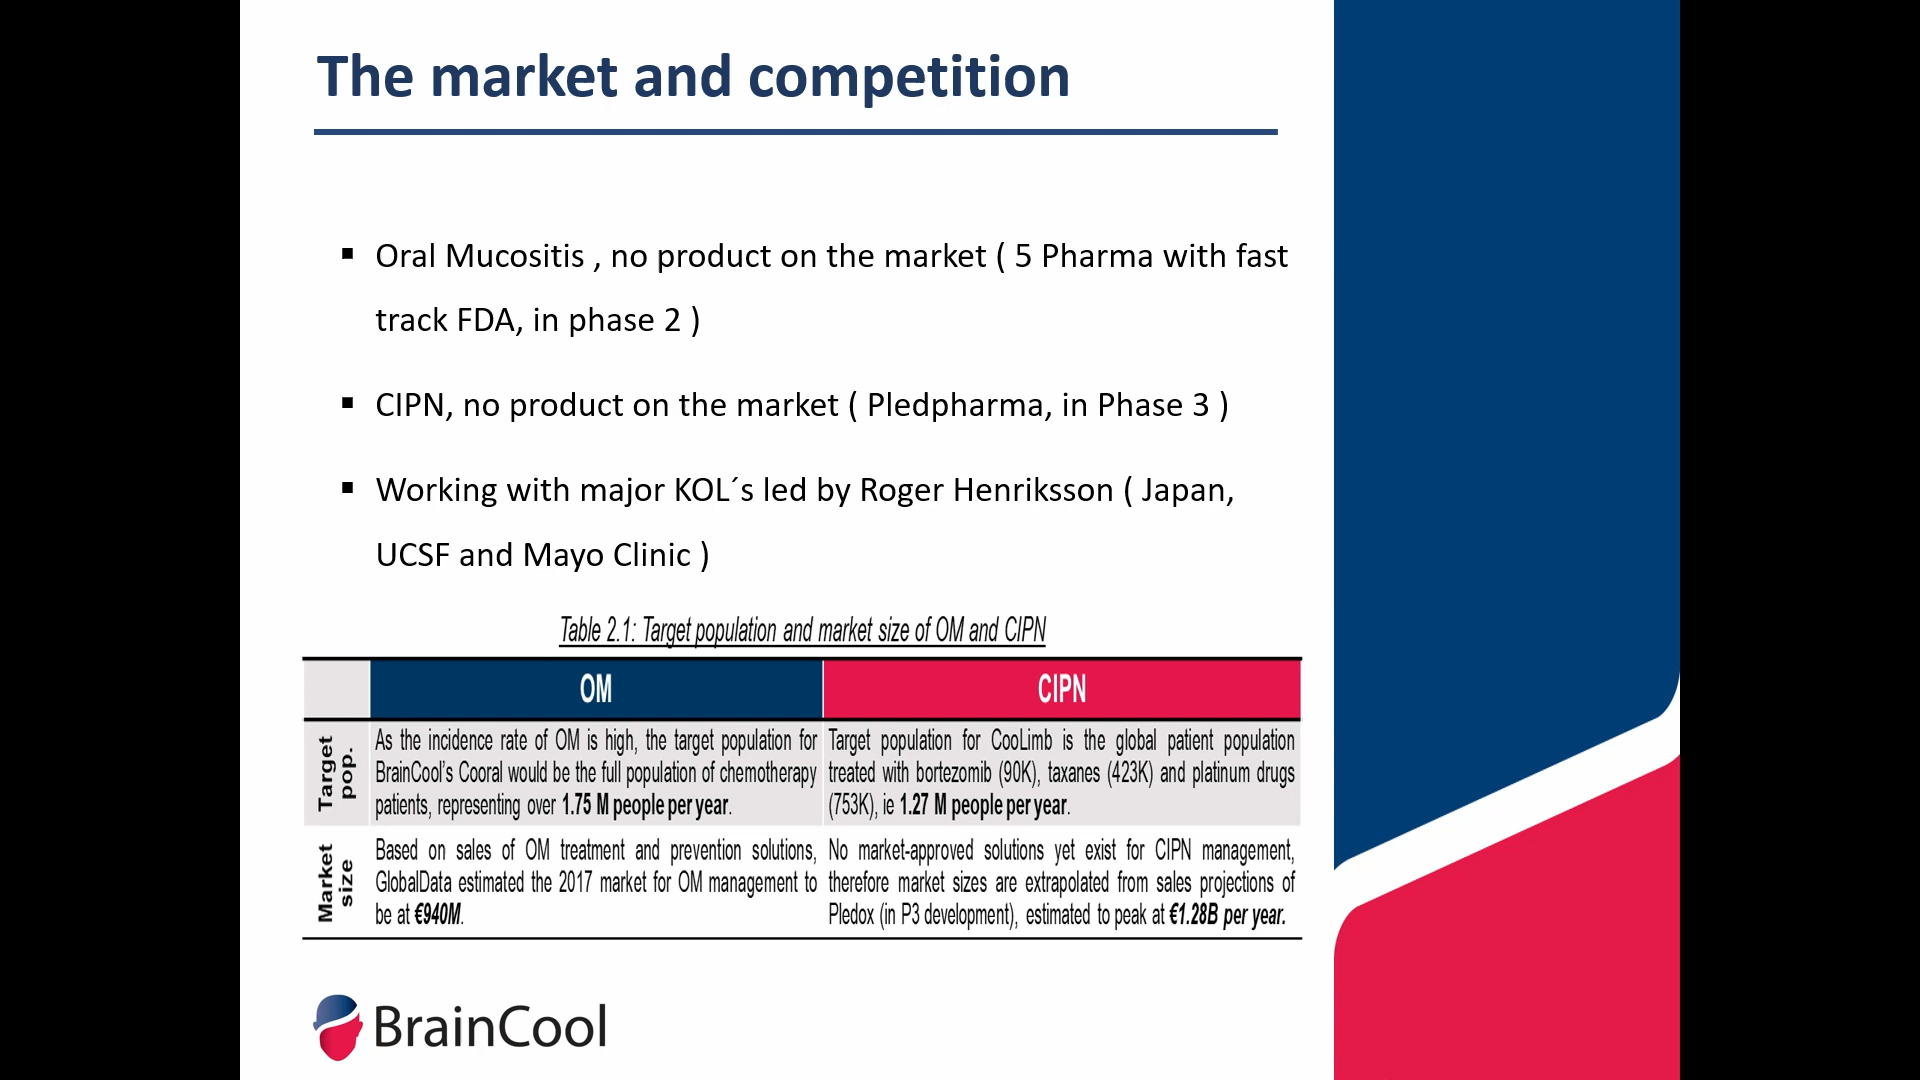 The market and competition
▪ Oral Mucositis , no product on the market ( 5 Pharma with fast
track FDA, in phase 2 )
▪ CIPN, no product on the market ( Pledpharma, in Phase 3 )
▪ Working with major KOL´s led by Roger Henriksson ( Japan,
UCSF and Mayo Clinic )
Table 2.1: Target population and market size of OM and CIPN
OM
CIPN
Target
pop.
As the incidence rate of OM is high, the target population for
BrainCool's Cooral would be the full population of chemotherapy
patients, representing over 1.75 M people per year.
Target population for CooLimb is the global patient population
treated with bortezomib (90K), taxanes (423K) and platinum drugs
(753K), ie 1.27 M people per year.
Market
size
Based on sales of OM treatment and prevention solutions,
GlobalData estimated the 2017 market for OM management to
be at €940M.
No market-approved solutions yet exist for CIPN management,
therefore market sizes are extrapolated from sales projections of
Pledox (in P3 development), estimated to peak at €1.28B per year.
BrainCool